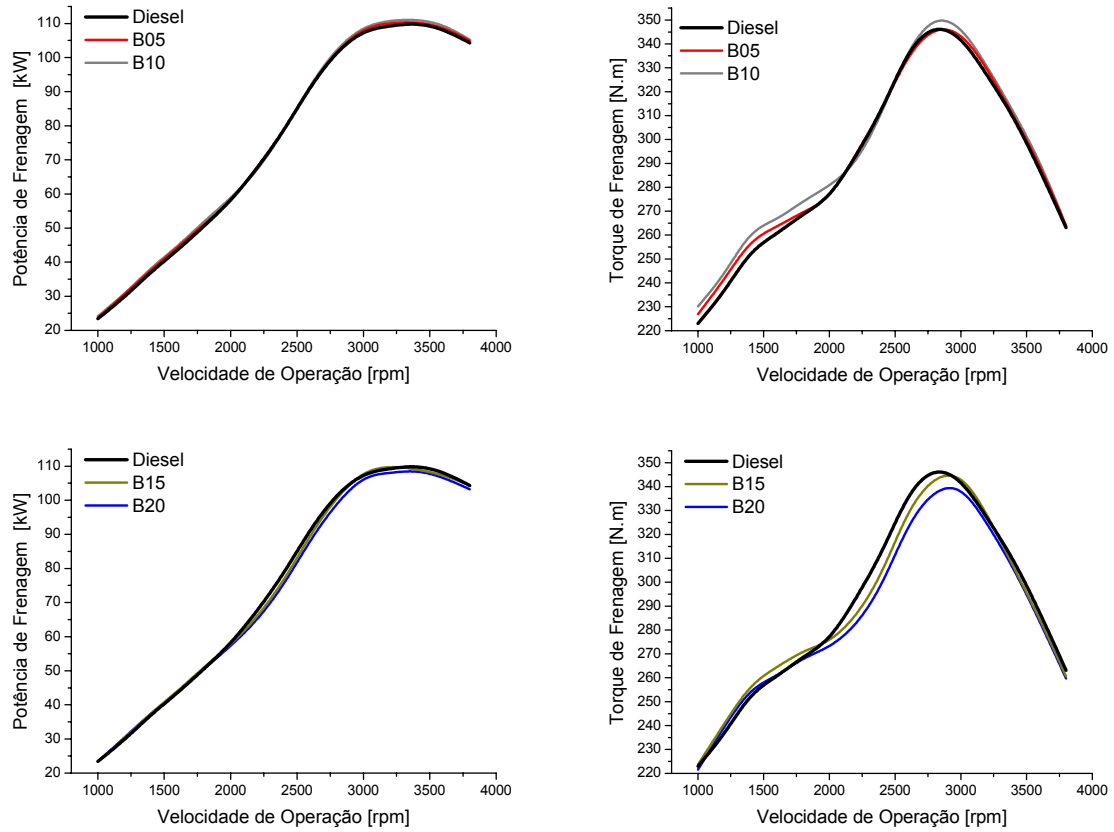 Diesel
B05
B10
110
100
90
80
70
60
50
40
30
20
1000 1500 2000 2500 3000 3500 4000
Potência de Frenagem [kW]
Velocidade de Operação [rpm]
Diesel
B05
B10
350
340
330
320
310
300
290
280
270
260
250
240
230
220
1000 1500 2000 2500 3000 3500 4000
Torque de Frenagem [N.m]
Velocidade de Operação [rpm]
Diesel
B15
B20
110
100
90
80
70
60
50
40
30
20
1000 1500 2000 2500 3000 3500 4000
Potência de Frenagem [kW]
Velocidade de Operação [rpm]
Diesel
B15
B20
350
340
330
320
310
300
290
280
270
260
250
240
230
220
1000 1500 2000 2500 3000 3500 4000
Torque de Frenagem [N.m]
Velocidade de Operação [rpm]